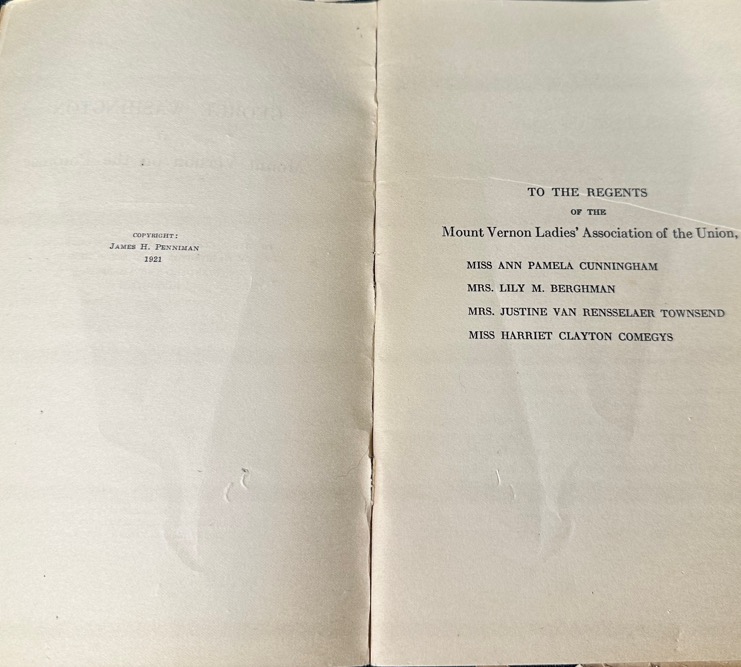 COPYRIGHT:
JAMES H. PENNIMAN
1921
TO THE REGENTS
OF THE
Mount Vernon Ladies' Association of the Union,
MISS ANN PAMELA CUNNINGHAM
MRS. LILY M. BERGHMAN
MRS. JUSTINE VAN RENSSELAER TOWNSEND
MISS HARRIET CLAYTON COMEGYS